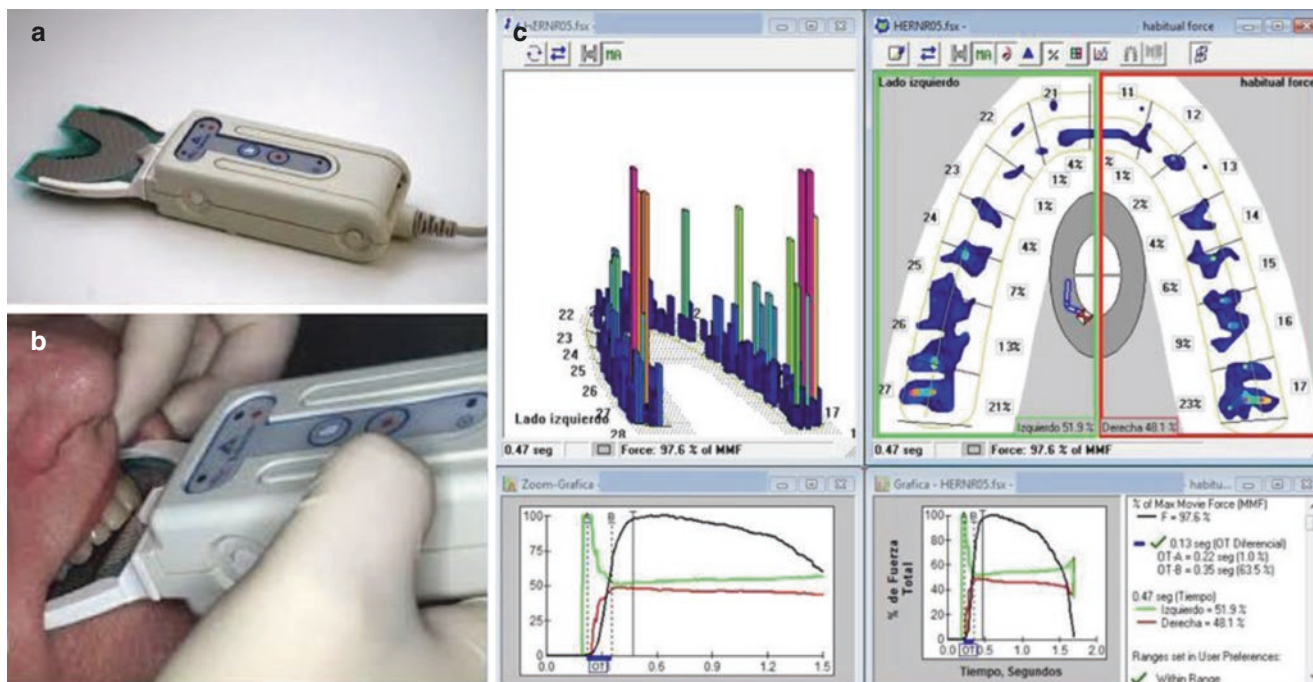 a
b
c
HERNR05.fsx -
MA
22
23
24
25
26
27
28
2
17
1
Lado izquierdo
0.47 seg
Force: 97.6 % of MMF
HERNR05.fsx -
habitual force
MA
%
Lado izquierdo
habitual force
21
11
22
12
23
13
24
14
25
15
26
16
27
17
4%
%
1%
1%
1%
2%
4%
4%
7%
6%
13%
9%
21%
23%
Izquierdo 51.9 %
Derecha 48.1 %
0.47 seg
Force: 97.6 % of MMF
Zoom-Grafica -
100
75
50
25
0
A
B
OT
0.0
0.3
0.6
0.9
1.2
1.5
Grafica - HERNR05.fsx -
- habitu...
% de Fuerza
Total
100
80
60
40
20
0
A
B
OT
0.0
0.5
1.0
1.5
2.0
Tiempo, Segundos
% of Max Movie Force (MMF)
F = 97.6 %
0.13 seg (OT Diferencial)
OT-A = 0.22 seg (1.0 %)
OT-B = 0.35 seg (63.5 %)
0.47 seg (Tiempo)
Izquierdo = 51.9 %
Derecha = 48.1 %
Ranges set in User Preferences:
Within Range